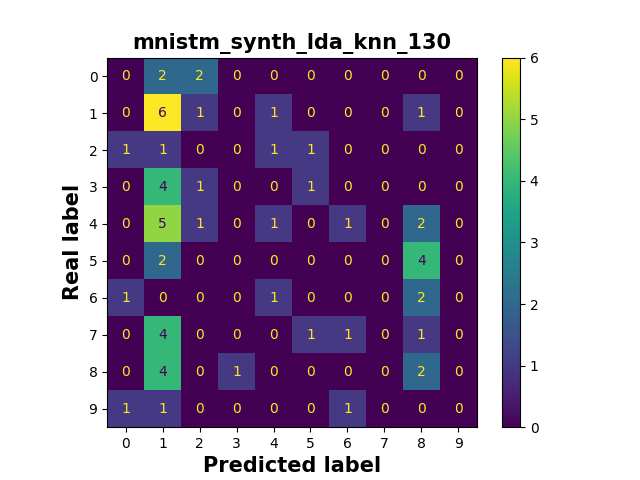 mnistm_synth_lda_knn_130
0 0 2 2 0 0 0 0 0 0 0
1 0 6 1 0 1 0 0 0 1 0
2 1 1 0 0 1 1 0 0 0 0
3 0 4 1 0 0 1 0 0 0 0
4 0 5 1 0 1 0 1 0 2 0
5 0 2 0 0 0 0 0 0 4 0
6 1 0 0 0 1 0 0 0 2 0
7 0 4 0 0 0 1 1 0 1 0
8 0 4 0 1 0 0 0 0 2 0
9 1 1 0 0 0 0 1 0 0 0
0 1 2 3 4 5 6 7 8 9
Predicted label
Real label
6
5
4
3
2
1
0